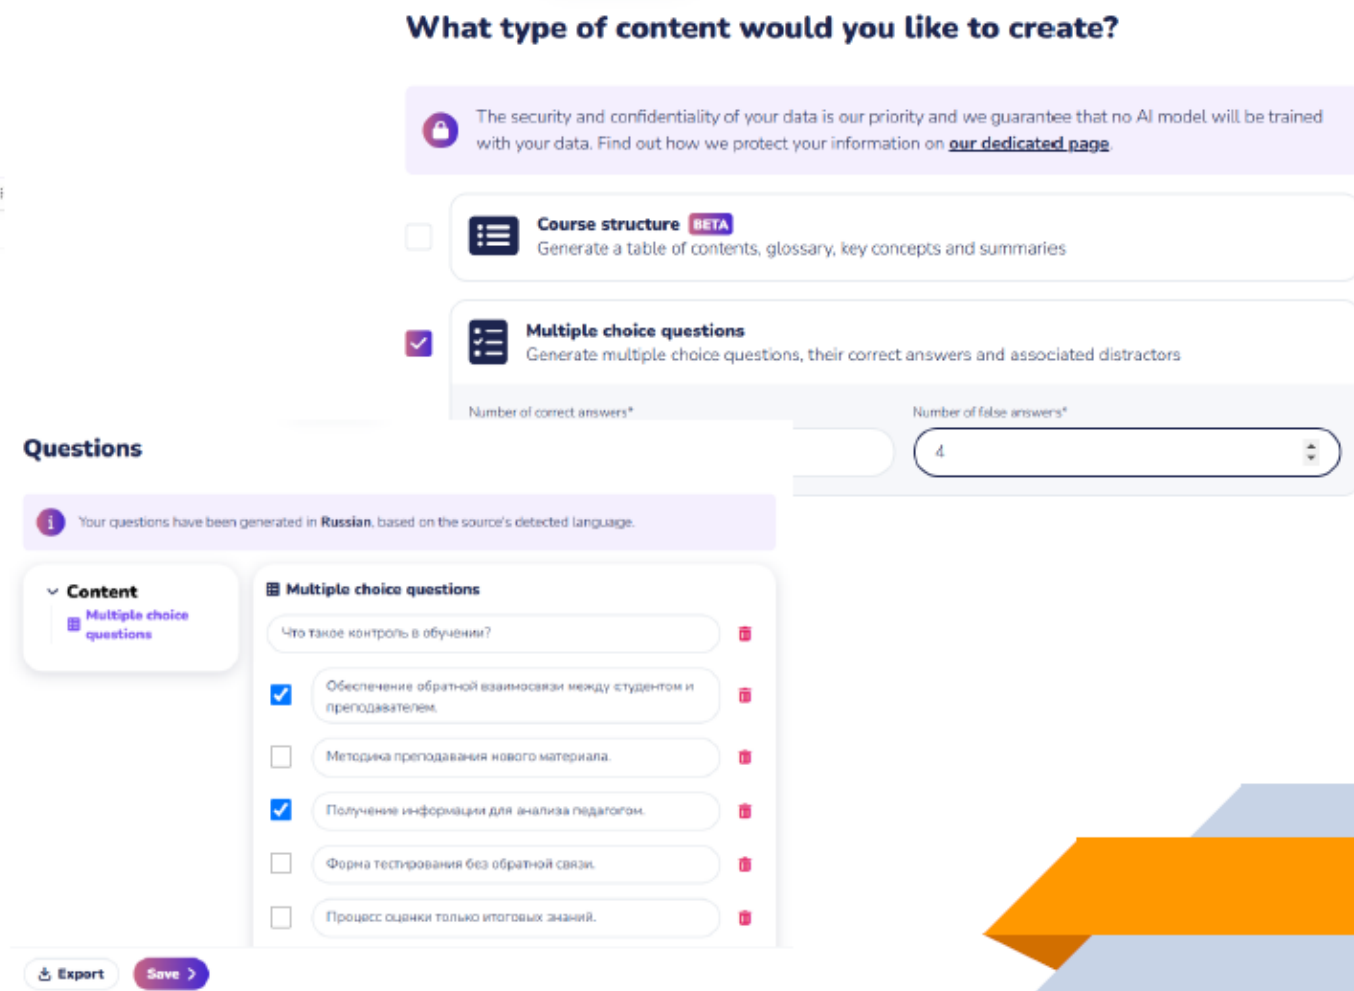 What type of content would you like to create?
The security and confidentiality of your data is our priority and we guarantee that no AI model will be trained
with your data. Find out how we protect your information on our dedicated page.
Course structure BETA
Generate a table of contents, glossary, key concepts and summaries
Multiple choice questions
Generate multiple choice questions, their correct answers and associated distractors
Number of correct answers*
Number of false answers*
4
Questions
Your questions have been generated in Russian, based on the source's detected language.
Content
Multiple choice
questions
Multiple choice questions
Что такое контроль в обучении?
Обеспечение обратной взаимосвязи между студентом и
преподавателем.
Методика преподавания нового материала.
Получение информации для анализа педагогом.
Форма тестирования без обратной связи.
Процесс оценки только итоговых знаний.
Export
Save